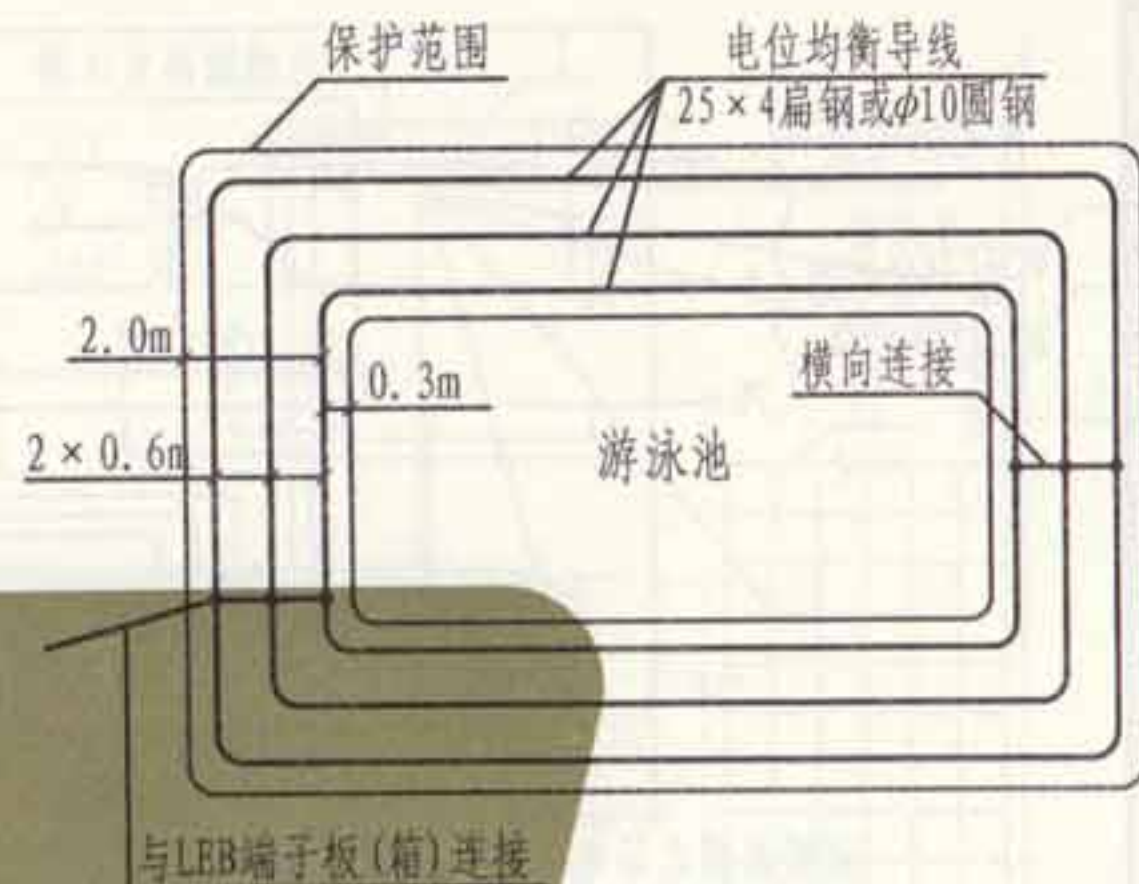 保护范围
电位均衡导线
25×4扁钢或φ10圆钢
2.0m
0.3m
横向连接
2×0.6m
游泳池
与LEB端子板(箱)连接